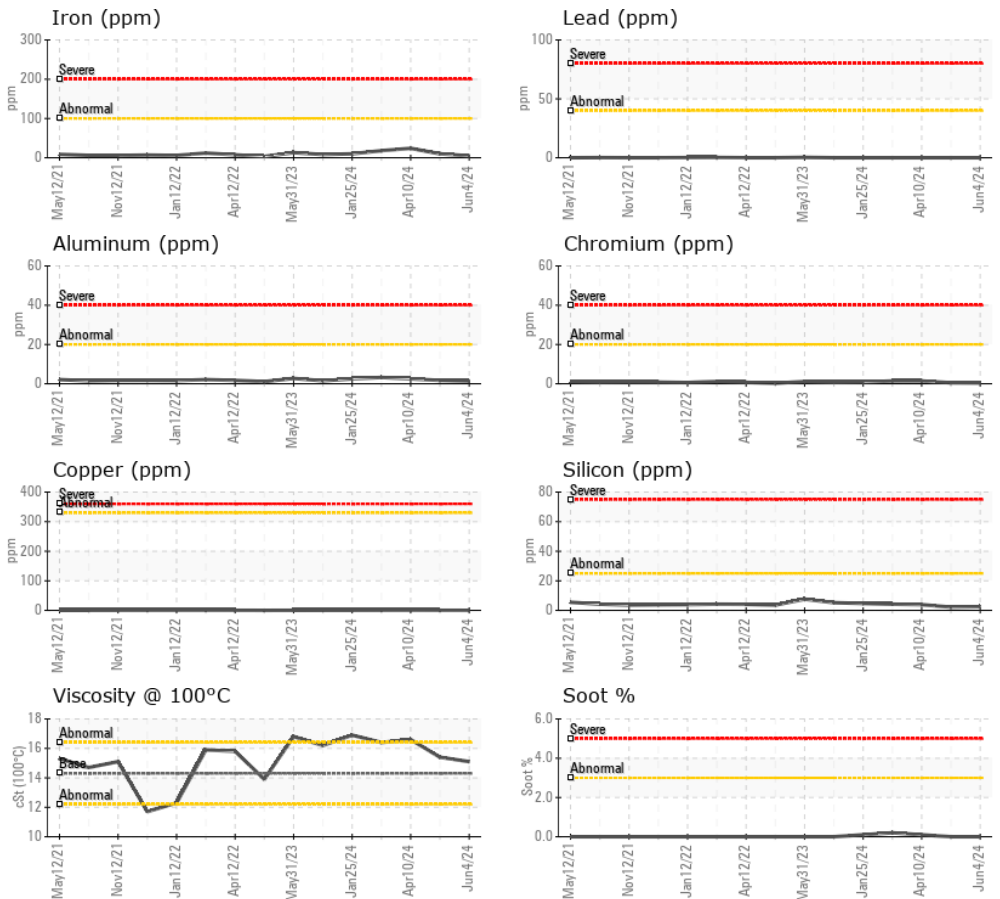 Iron (ppm)
300
200
100
0
ppm
Severe
Abnormal
May12/21
Nov12/21
Jan12/22
Apr12/22
May31/23
Jan25/24
Apr10/24
Jun4/24
Lead (ppm)
100
50
0
ppm
Severe
Abnormal
May12/21
Nov12/21
Jan12/22
Apr12/22
May31/23
Jan25/24
Apr10/24
Jun4/24
Aluminum (ppm)
60
40
20
0
ppm
Severe
Abnormal
May12/21
Nov12/21
Jan12/22
Apr12/22
May31/23
Jan25/24
Apr10/24
Jun4/24
Chromium (ppm)
60
40
20
0
ppm
Severe
Abnormal
May12/21
Nov12/21
Jan12/22
Apr12/22
May31/23
Jan25/24
Apr10/24
Jun4/24
Copper (ppm)
400
300
200
100
0
ppm
Severe
Abnormal
May12/21
Nov12/21
Jan12/22
Apr12/22
May31/23
Jan25/24
Apr10/24
Jun4/24
Silicon (ppm)
80
60
40
20
0
ppm
Severe
Abnormal
May12/21
Nov12/21
Jan12/22
Apr12/22
May31/23
Jan25/24
Apr10/24
Jun4/24
Viscosity @ 100°C
18
16
14
12
10
cSt (100°C)
Abnormal
Base
Abnormal
May12/21
Nov12/21
Jan12/22
Apr12/22
May31/23
Jan25/24
Apr10/24
Jun4/24
Soot %
6.0
4.0
2.0
0.0
Soot %
Severe
Abnormal
May12/21
Nov12/21
Jan12/22
Apr12/22
May31/23
Jan25/24
Apr10/24
Jun4/24